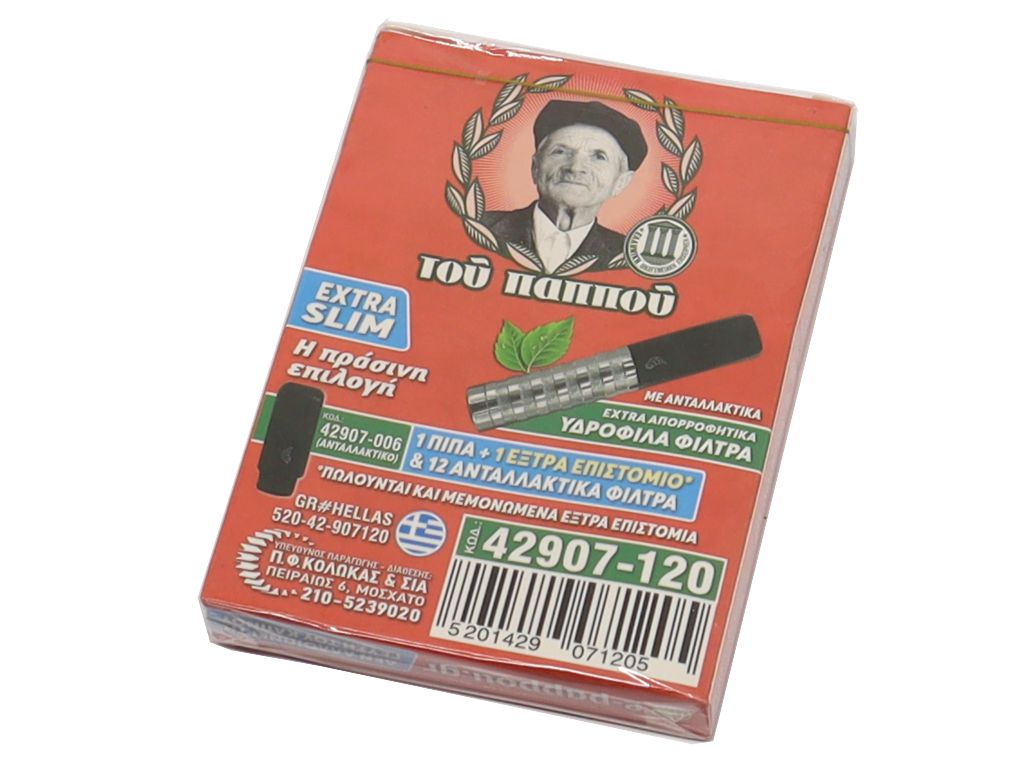 τοῦ παπποῦ
EXTRA
SLIM
Η πράσινη
επιλογή
ΜΕ ΑΝΤΑΛΛΑΚΤΙΚΑ
EXTRA ΑΠΟΡΡΟΦΗΤΙΚΑ
ΥΔΡΟΦΙΛΑ ΦΙΛΤΡΑ
ΚΩΔ.:
42907-006
(ΑΝΤΑΛΛΑΚΤΙΚΟ)
1 ΠΙΠΑ + 1 ΕΞΤΡΑ ΕΠΙΣΤΟΜΙΟ*
& 12 ΑΝΤΑΛΛΑΚΤΙΚΑ ΦΙΛΤΡΑ
*ΠΩΛΟΥΝΤΑΙ ΚΑΙ ΜΕΜΟΝΩΜΕΝΑ ΕΞΤΡΑ ΕΠΙΣΤΟΜΙΑ
GR#HELLAS
520-42-907120
ΥΠΕΥΘΥΝΟΣ ΠΑΡΑΓΩΓΗΣ - ΔΙΑΘΕΣΗΣ:
Π.Φ.ΚΟΛΩΚΑΣ & ΣΙΑ
ΠΕΙΡΑΙΩΣ 6, ΜΟΣΧΑΤΟ
210-5239020
ΚΩΔ.:
42907-120
5201429 071205